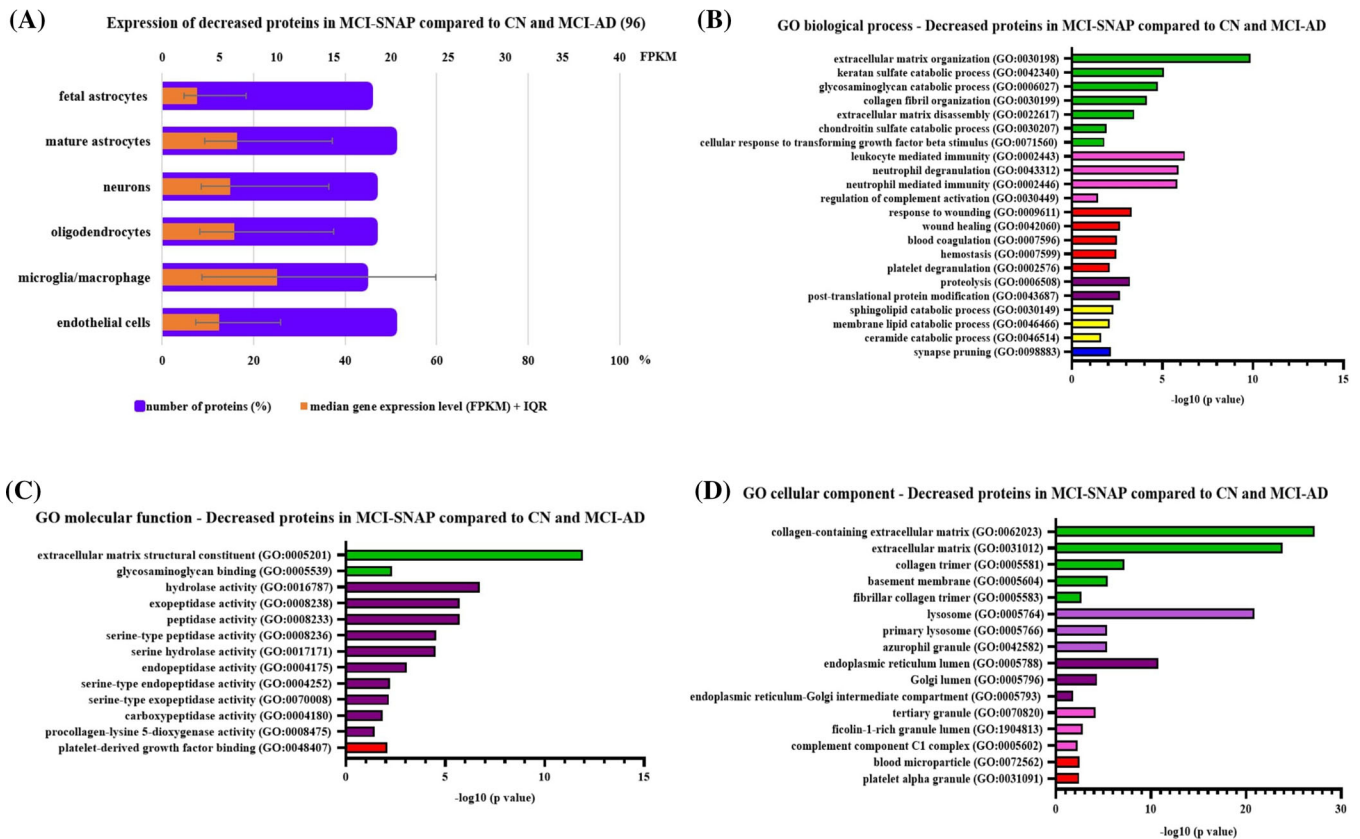 (A)
Expression of decreased proteins in MCI-SNAP compared to CN and MCI-AD (96)
0 5 10 15 20 25 30 35 40 FPKM
fetal astrocytes
mature astrocytes
neurons
oligodendrocytes
microglia/macrophage
endothelial cells
0 20 40 60 80 100 %
number of proteins (%) median gene expression level (FPKM) + IQR
(B)
GO biological process - Decreased proteins in MCI-SNAP compared to CN and MCI-AD
extracellular matrix organization (GO:0030198)
keratan sulfate catabolic process (GO:0042340)
glycosaminoglycan catabolic process (GO:0006027)
collagen fibril organization (GO:0030199)
extracellular matrix disassembly (GO:0022617)
chondroitin sulfate catabolic process (GO:0030207)
cellular response to transforming growth factor beta stimulus (GO:0071560)
leukocyte mediated immunity (GO:0002443)
neutrophil degranulation (GO:0043312)
neutrophil mediated immunity (GO:0002446)
regulation of complement activation (GO:0030449)
response to wounding (GO:0009611)
wound healing (GO:0042060)
blood coagulation (GO:0007596)
hemostasis (GO:0007599)
platelet degranulation (GO:0002576)
proteolysis (GO:0006508)
post-translational protein modification (GO:0043687)
sphingolipid catabolic process (GO:0030149)
membrane lipid catabolic process (GO:0046466)
ceramide catabolic process (GO:0046514)
synapse pruning (GO:0098883)
0 5 10 15
-log10 (p value)
(C)
GO molecular function - Decreased proteins in MCI-SNAP compared to CN and MCI-AD
extracellular matrix structural constituent (GO:0005201)
glycosaminoglycan binding (GO:0005539)
hydrolase activity (GO:0016787)
exopeptidase activity (GO:0008238)
peptidase activity (GO:0008233)
serine-type peptidase activity (GO:0008236)
serine hydrolase activity (GO:0017171)
endopeptidase activity (GO:0004175)
serine-type endopeptidase activity (GO:0004252)
serine-type exopeptidase activity (GO:0070008)
carboxypeptidase activity (GO:0004180)
procollagen-lysine 5-dioxygenase activity (GO:0008475)
platelet-derived growth factor binding (GO:0048407)
0 5 10 15
-log10 (p value)
(D)
GO cellular component - Decreased proteins in MCI-SNAP compared to CN and MCI-AD
collagen-containing extracellular matrix (GO:0062023)
extracellular matrix (GO:0031012)
collagen trimer (GO:0005581)
basement membrane (GO:0005604)
fibrillar collagen trimer (GO:0005583)
lysosome (GO:0005764)
primary lysosome (GO:0005766)
azurophil granule (GO:0042582)
endoplasmic reticulum lumen (GO:0005788)
Golgi lumen (GO:0005796)
endoplasmic reticulum-Golgi intermediate compartment (GO:0005793)
tertiary granule (GO:0070820)
ficolin-1-rich granule lumen (GO:1904813)
complement component C1 complex (GO:0005602)
blood microparticle (GO:0072562)
platelet alpha granule (GO:0031091)
0 10 20 30
-log10 (p value)